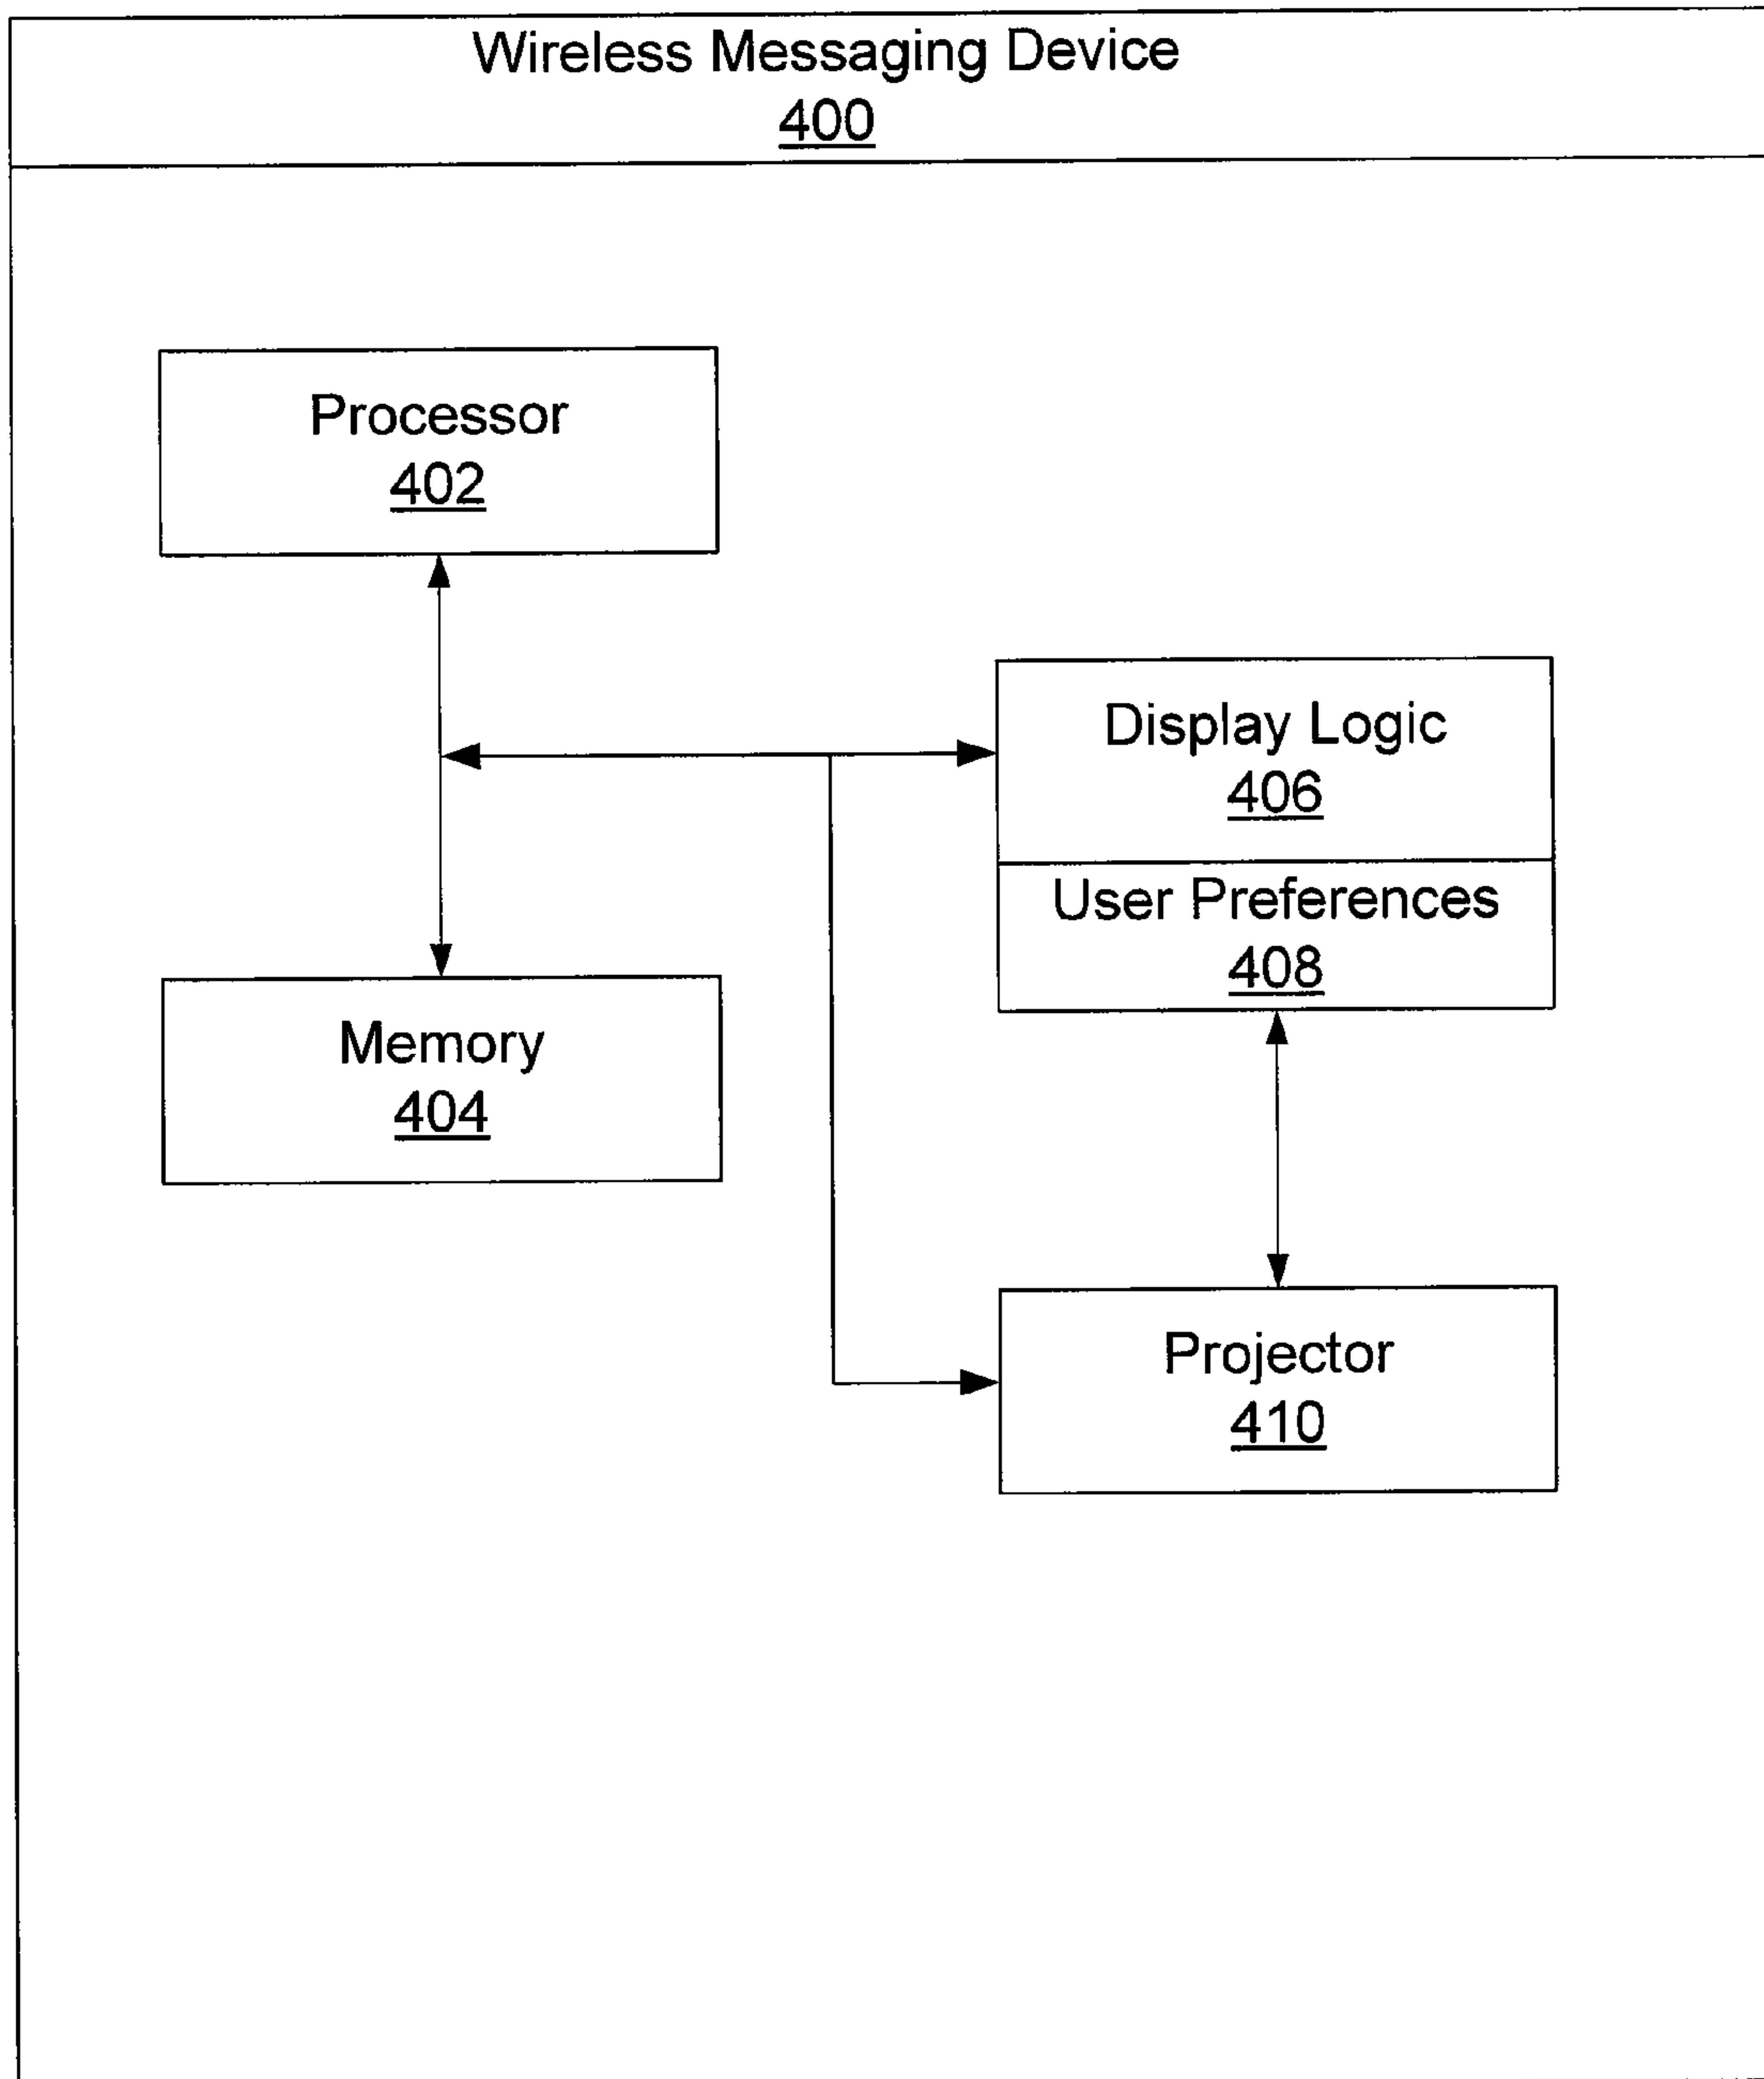 Wireless Messaging Device
400
Processor
402
Display Logic
406
User Preferences
408
Memory
404
Projector
410